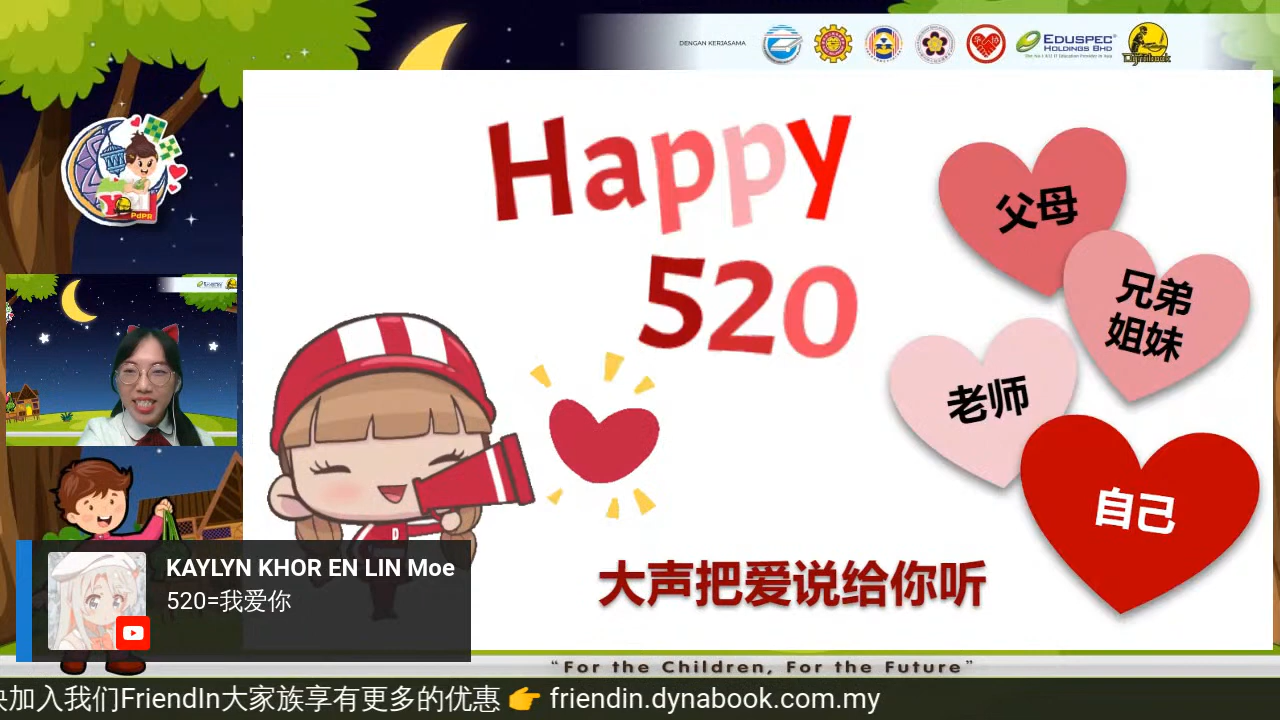 DENGAN KERJASAMA
EDUSPEC
HOLDINGS BHD
Dynabook
PdPR
Happy
520
父母
兄弟
姐妹
老师
自己
D
大声把爱说给你听
KAYLYN KHOR EN LIN Moe
520=我爱你
“For the Children, For the Future”
加入我们FriendIn大家族享有更多的优惠 👉 friendin.dynabook.com.my